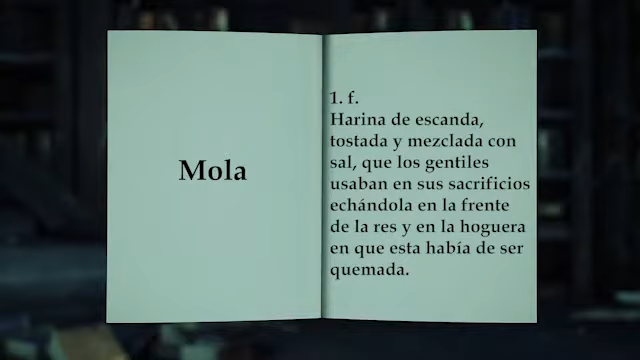 Mola
1. f.
Harina de escanda,
tostada y mezclada con
sal, que los gentiles
usaban en sus sacrificios
echándola en la frente
de la res y en la hoguera
en que esta había de ser
quemada.